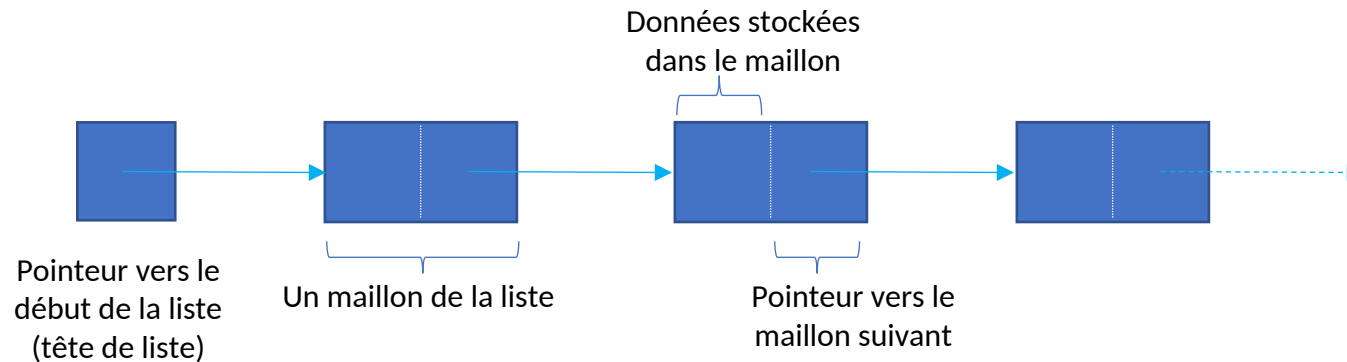 Données stockées
dans le maillon
Pointeur vers le
début de la liste
(tête de liste)
Un maillon de la liste
Pointeur vers le
maillon suivant